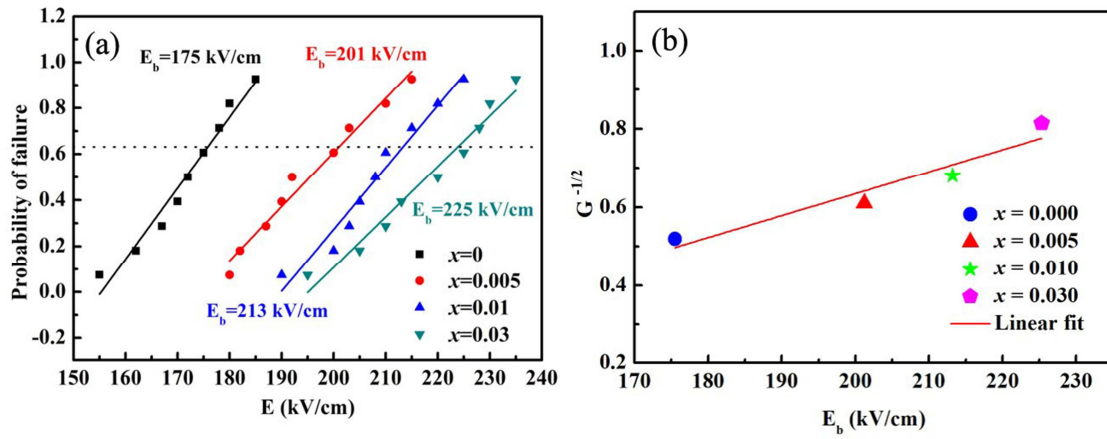 (a)
E_b=175 kV/cm
E_b=201 kV/cm
E_b=225 kV/cm
E_b=213 kV/cm
x=0
x=0.005
x=0.01
x=0.03
Probability of failure
1.2
1.0
0.8
0.6
0.4
0.2
0.0
-0.2
150 160 170 180 190 200 210 220 230 240
E (kV/cm)
(b)
G^-1/2
1.0
0.8
0.6
0.4
0.2
x = 0.000
x = 0.005
x = 0.010
x = 0.030
Linear fit
170 180 190 200 210 220 230
E_b (kV/cm)